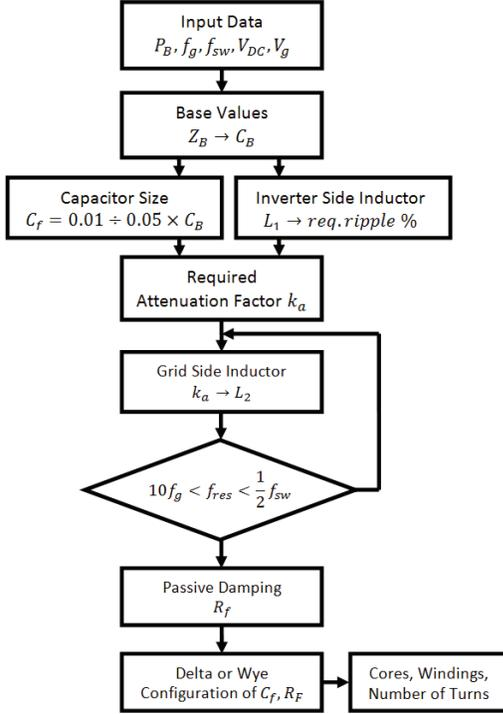 Input Data
P_B, f_g, f_sw, V_DC, V_g
Base Values
Z_B → C_B
Capacitor Size
C_f = 0.01 ÷ 0.05 × C_B
Inverter Side Inductor
L_1 → req.ripple %
Required
Attenuation Factor k_a
Grid Side Inductor
k_a → L_2
10f_g < f_res < 1/2 f_sw
Passive Damping
R_f
Delta or Wye
Configuration of C_f, R_F
Cores, Windings,
Number of Turns